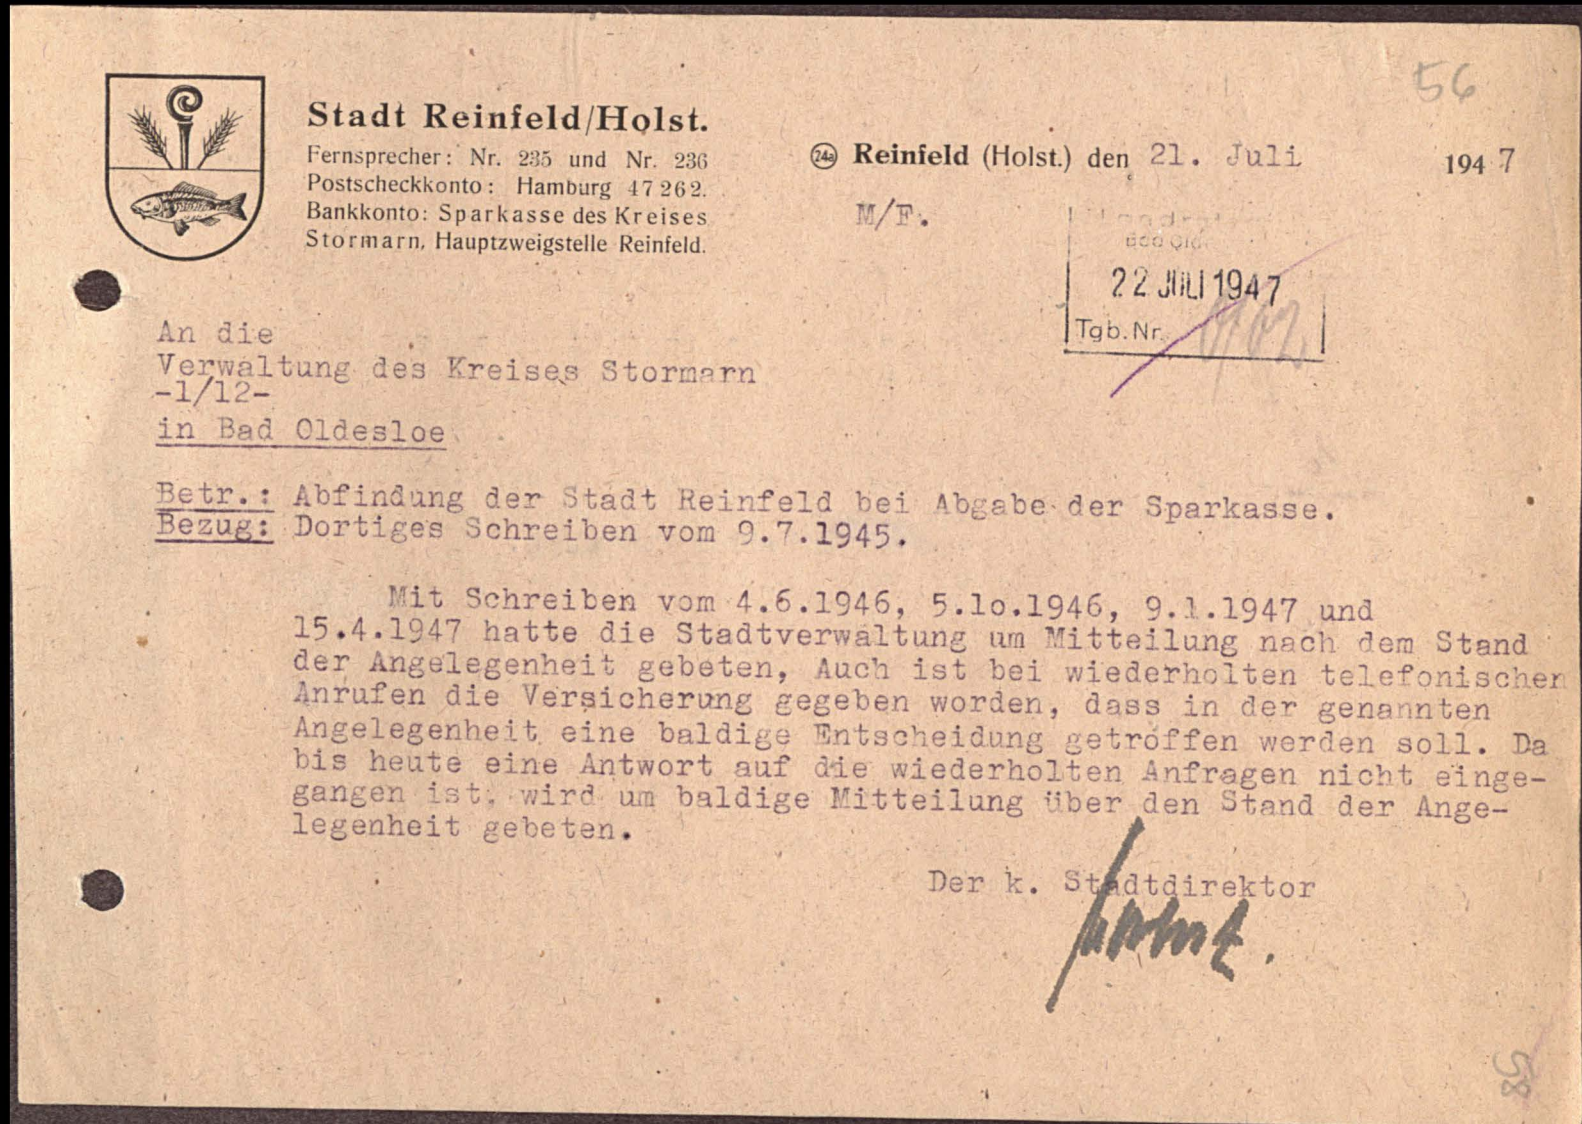 56
Stadt Reinfeld/Holst.
Fernsprecher: Nr. 235 und Nr. 236
Postscheckkonto: Hamburg 47262.
Bankkonto: Sparkasse des Kreises
Stormarn, Hauptzweigstelle Reinfeld.
24a Reinfeld (Holst.) den 21. Juli 1947
M/F.
Bad
22 JULI 1947
Tgb. Nr.
An die
Verwaltung des Kreises Stormarn
-1/12-
in Bad Oldesloe
Betr.: Abfindung der Stadt Reinfeld bei Abgabe der Sparkasse.
Bezug: Dortiges Schreiben vom 9.7.1945.
Mit Schreiben vom 4.6.1946, 5.1o.1946, 9.1.1947 und
15.4.1947 hatte die Stadtverwaltung um Mitteilung nach dem Stand
der Angelegenheit gebeten, Auch ist bei wiederholten telefonischen
Anrufen die Versicherung gegeben worden, dass in der genannten
Angelegenheit eine baldige Entscheidung getroffen werden soll. Da
bis heute eine Antwort auf die wiederholten Anfragen nicht einge-
gangen ist, wird um baldige Mitteilung über den Stand der Ange-
legenheit gebeten.
Der k. Stadtdirektor
58